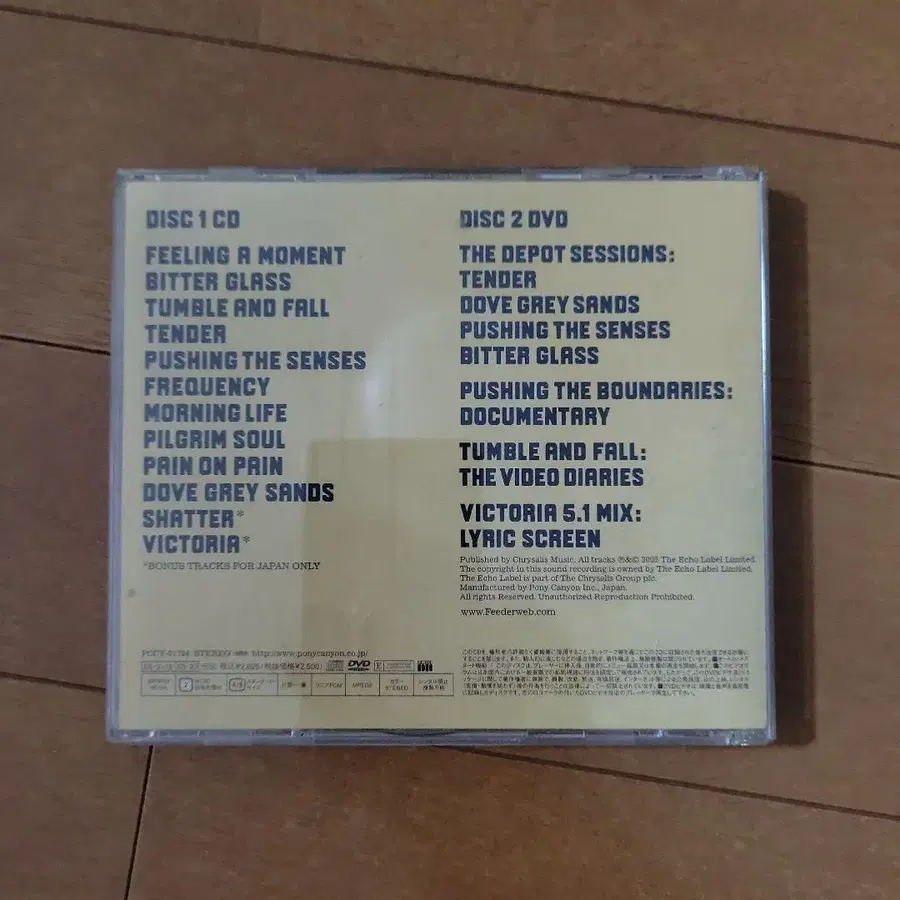 DISC 1 CD
FEELING A MOMENT
BITTER GLASS
TUMBLE AND FALL
TENDER
PUSHING THE SENSES
FREQUENCY
MORNING LIFE
PILGRIM SOUL
PAIN ON PAIN
DOVE GREY SANDS
SHATTER*
VICTORIA*
*BONUS TRACKS FOR JAPAN ONLY
DISC 2 DVD
THE DEPOT SESSIONS:
TENDER
DOVE GREY SANDS
PUSHING THE SENSES
BITTER GLASS
PUSHING THE BOUNDARIES:
DOCUMENTARY
TUMBLE AND FALL:
THE VIDEO DIARIES
VICTORIA 5.1 MIX:
LYRIC SCREEN
Published by Chrysalis Music. All tracks ℗&© 2005 The Echo Label Limited.
The copyright in this sound recording is owned by The Echo Label Limited.
The Echo Label is part of The Chrysalis Group plc.
Manufactured by Pony Canyon Inc., Japan.
All rights Reserved. Unauthorized Reproduction Prohibited.
www.Feederweb.com
STEREO http://www.ponycanyon.co.jp/
DVD